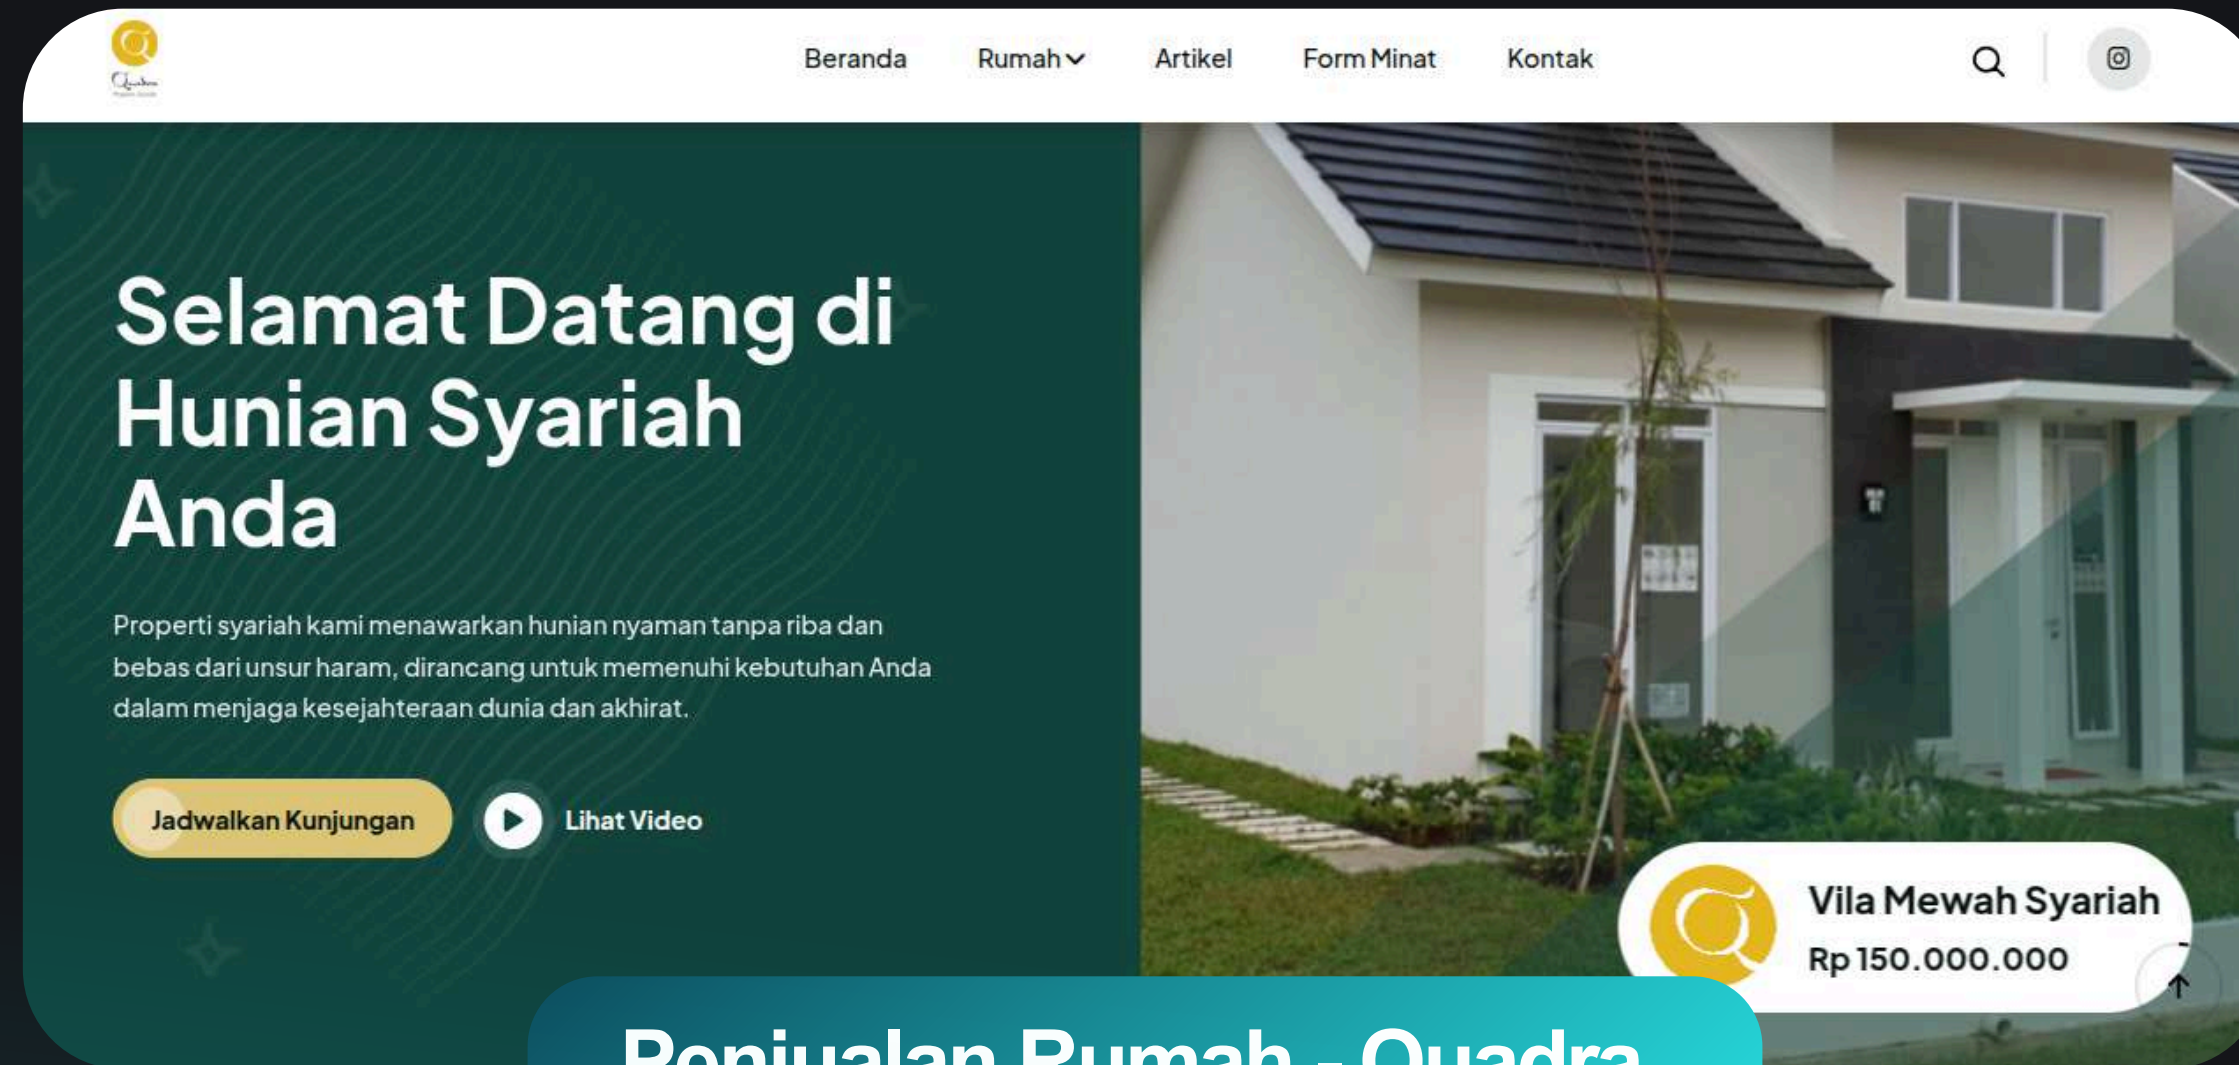 Quadra
Beranda
Rumah
Artikel
Form Minat
Kontak
Selamat Datang di
Hunian Syariah
Anda
Properti syariah kami menawarkan hunian nyaman tanpa riba dan
bebas dari unsur haram, dirancang untuk memenuhi kebutuhan Anda
dalam menjaga kesejahteraan dunia dan akhirat.
Jadwalkan Kunjungan
Lihat Video
Vila Mewah Syariah
Rp 150.000.000
Penjualan Rumah - Quadra